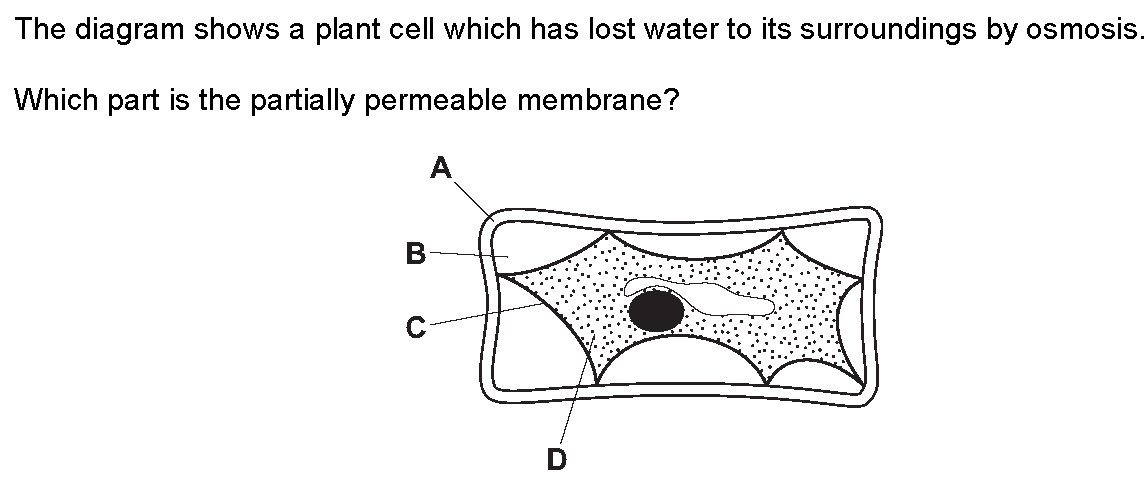 The diagram shows a plant cell which has lost water to its surroundings by osmosis.
Which part is the partially permeable membrane?
A
B
C
D